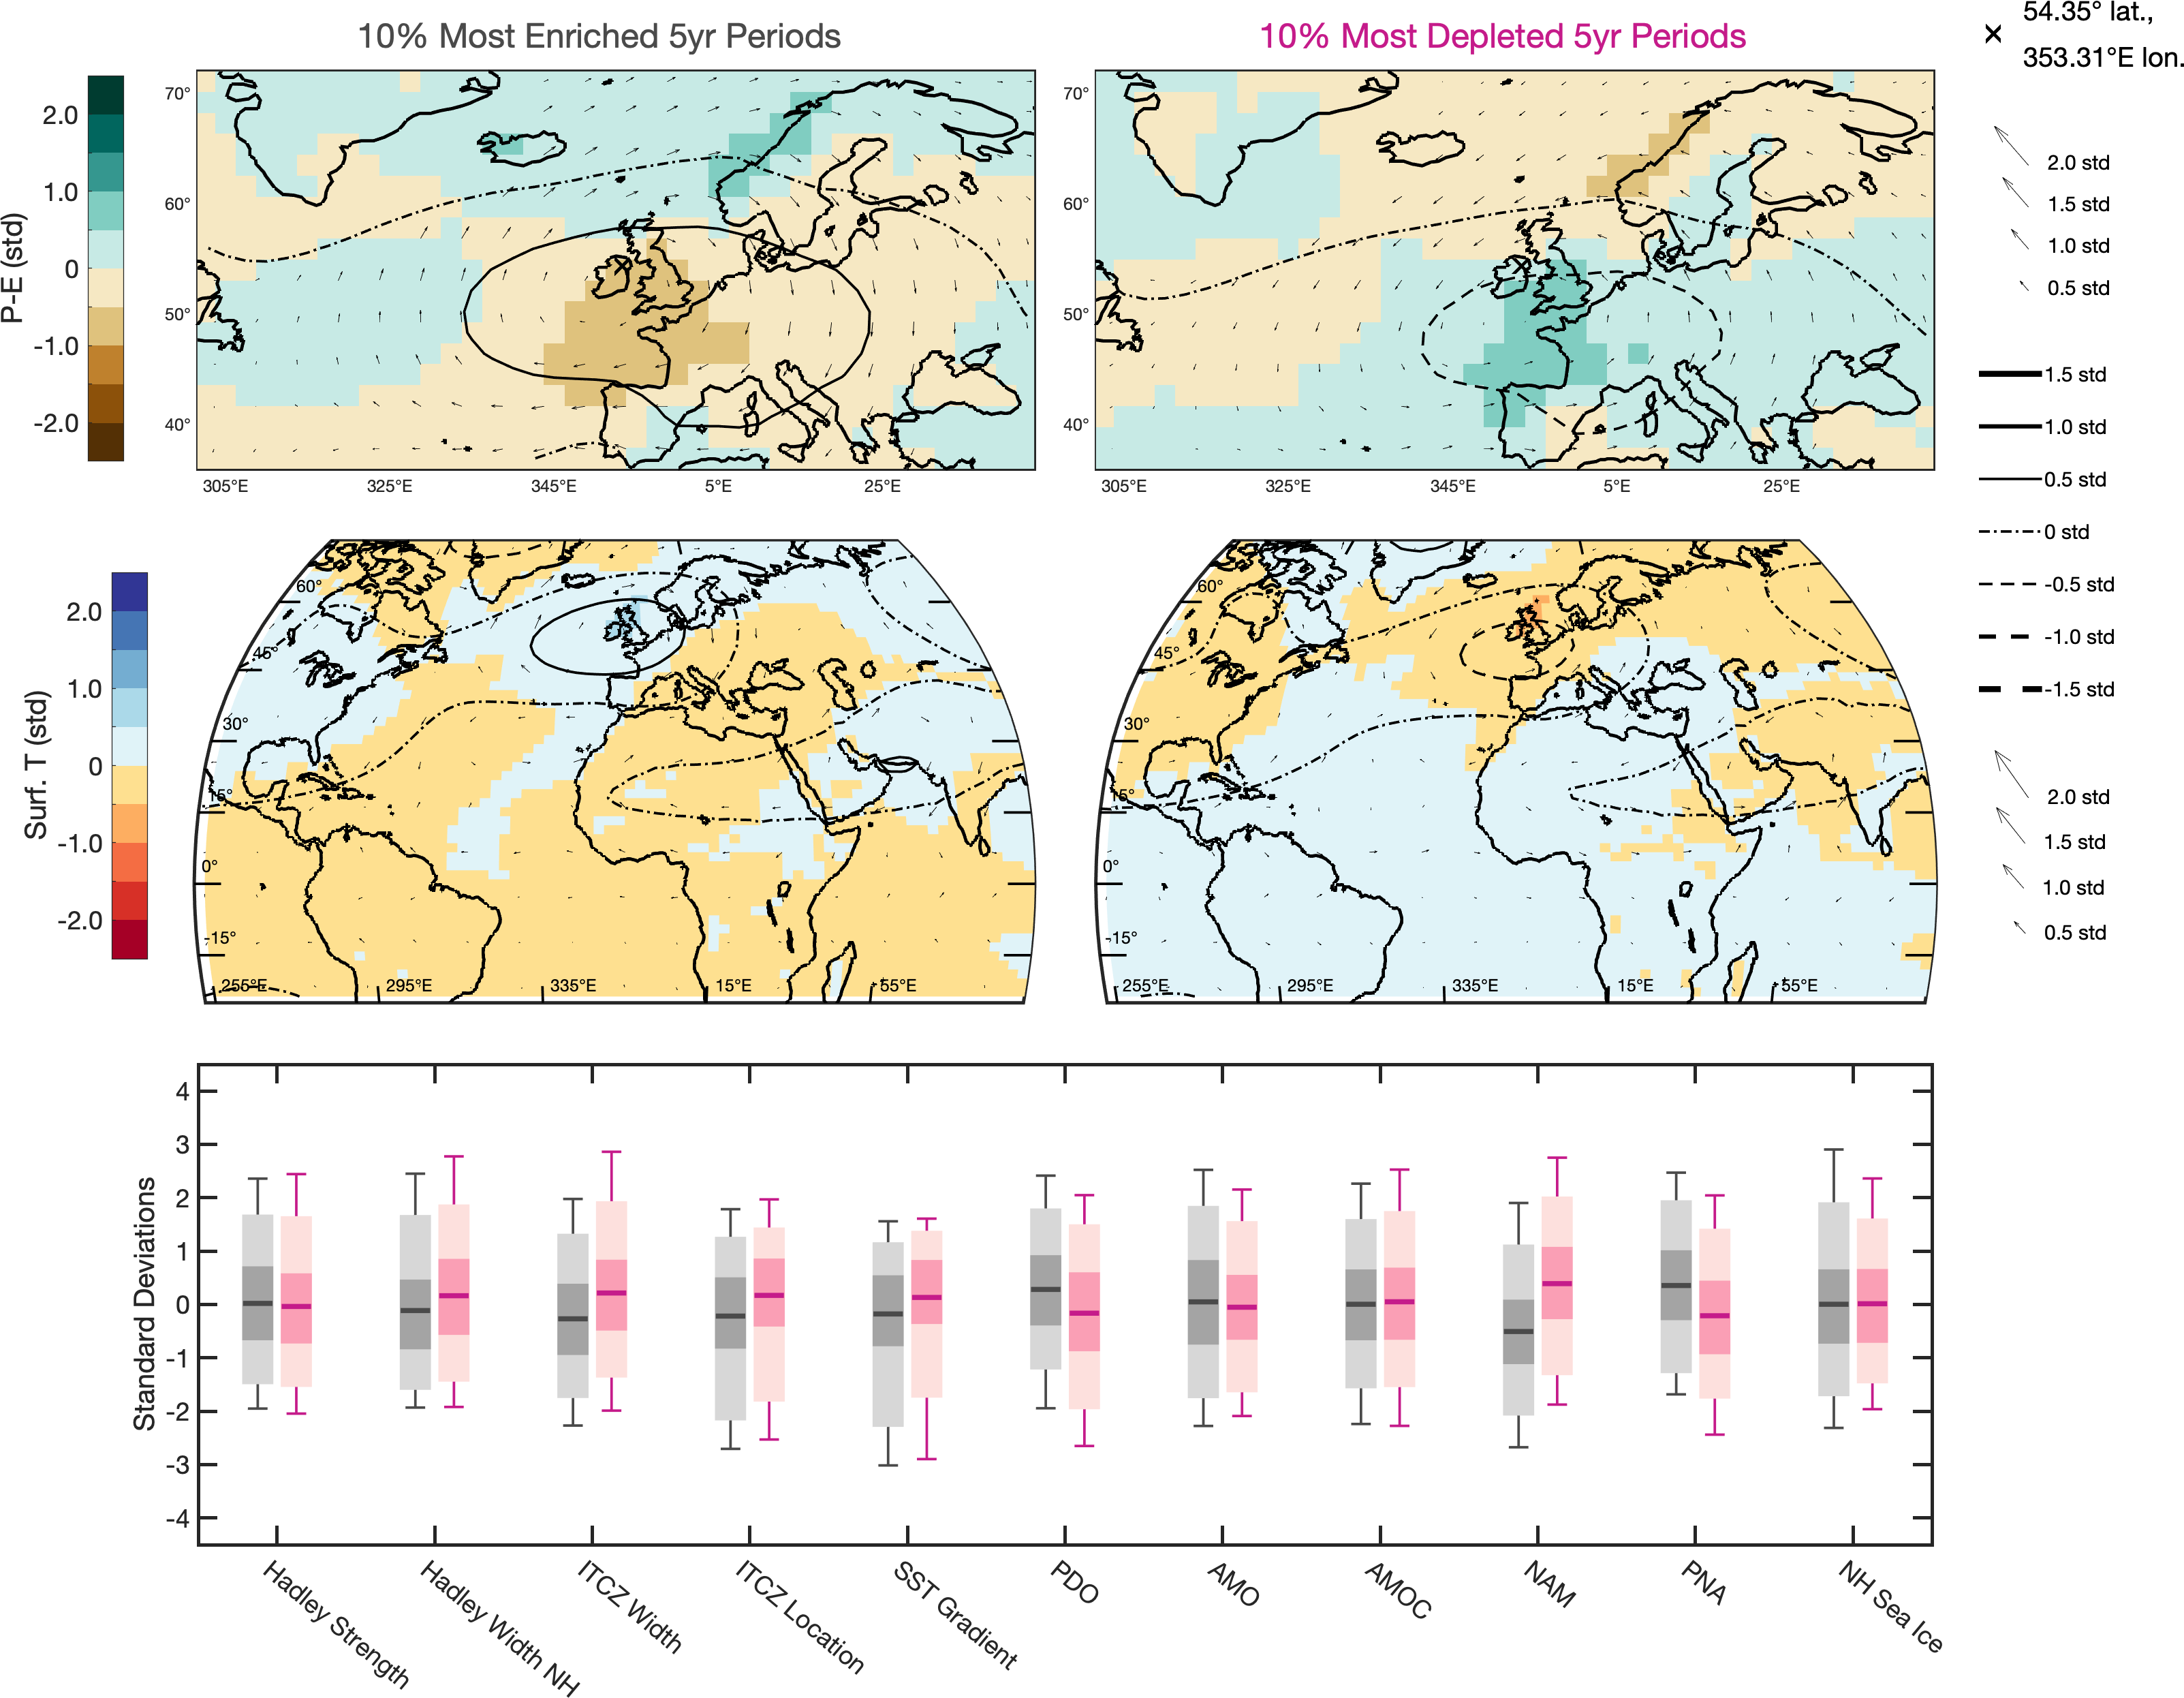 10% Most Enriched 5yr Periods
10% Most Depleted 5yr Periods
54.35° lat.,
353.31°E lon.
P-E (std)
2.0
1.0
0
-1.0
-2.0
70°
60°
50°
40°
305°E
325°E
345°E
5°E
25°E
70°
60°
50°
40°
305°E
325°E
345°E
5°E
25°E
2.0 std
1.5 std
1.0 std
0.5 std
1.5 std
1.0 std
0.5 std
0 std
-0.5 std
-1.0 std
-1.5 std
Surf. T (std)
2.0
1.0
0
-1.0
-2.0
60°
45°
30°
15°
0°
-15°
255°E
295°E
335°E
15°E
55°E
60°
45°
30°
15°
0°
-15°
255°E
295°E
335°E
15°E
55°E
2.0 std
1.5 std
1.0 std
0.5 std
Standard Deviations
4
3
2
1
0
-1
-2
-3
-4
Hadley Strength
Hadley Width NH
ITCZ Width
ITCZ Location
SST Gradient
PDO
AMO
AMOC
NAM
PNA
NH Sea Ice